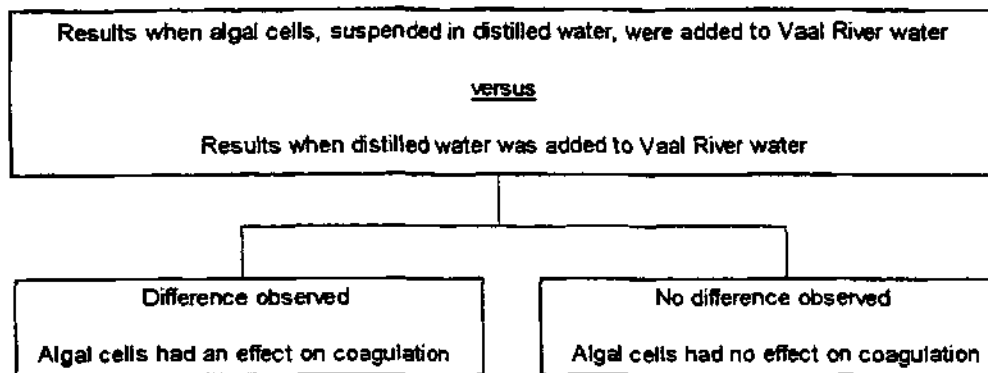 Results when algal cells, suspended in distilled water, were added to Vaal River water
versus
Results when distilled water was added to Vaal River water
Difference observed
Algal cells had an effect on coagulation
No difference observed
Algal cells had no effect on coagulation